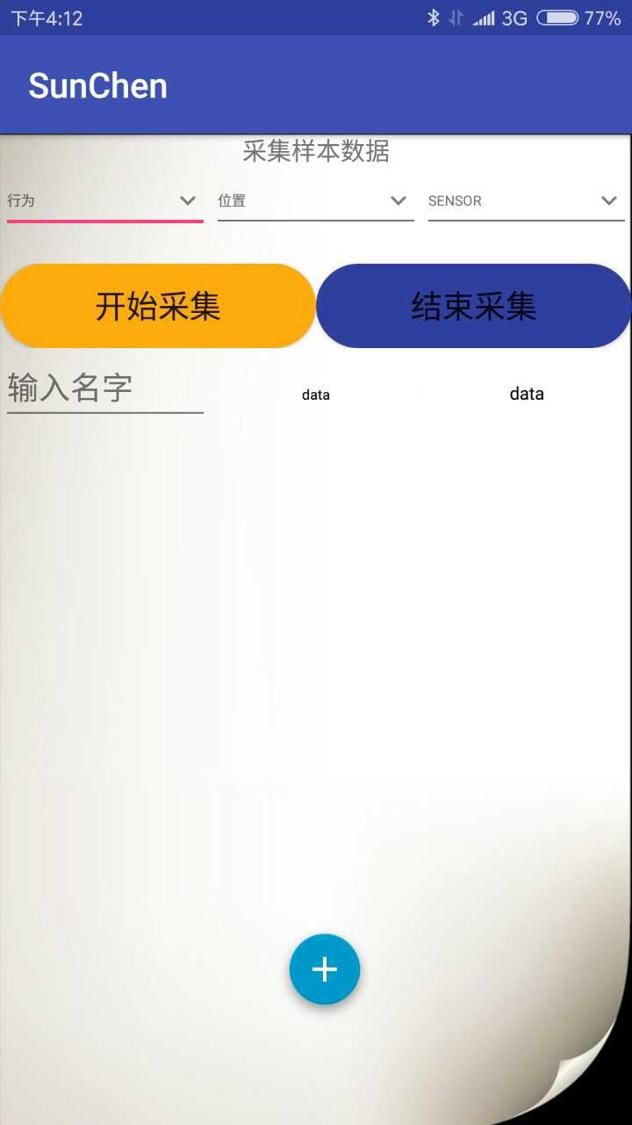 下午4:12 3G 77%
SunChen
采集样本数据
行为 位置 SENSOR
开始采集 结束采集
输入名字 data data